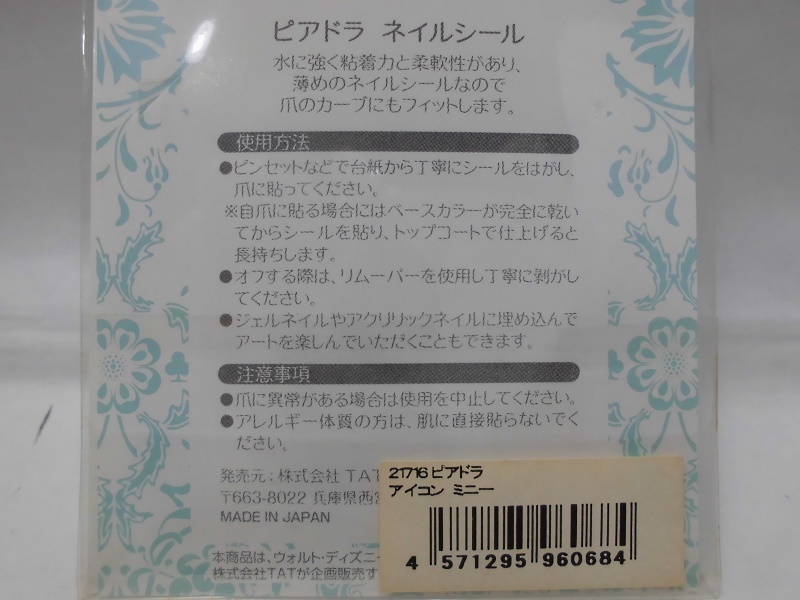 ピアドラ ネイルシール
水に強く粘着力と柔軟性があり、
薄めのネイルシールなので
爪のカーブにもフィットします。
使用方法
●ピンセットなどで台紙から丁寧にシールをはがし、
爪に貼ってください。
※自爪に貼る場合にはベースカラーが完全に乾い
てからシールを貼り、トップコートで仕上げると
長持ちします。
●オフする際は、リムーバーを使用し丁寧に剥がし
てください。
●ジェルネイルやアクリリックネイルに埋め込んで
アートを楽しんでいただくこともできます。
注意事項
●爪に異常がある場合は使用を中止してください。
●アレルギー体質の方は、肌に直接貼らないでく
ださい。
発売元：株式会社 TAT
〒663-8022 兵庫県西宮
MADE IN JAPAN
本商品は、ウォルト・ディズニー
株式会社TATが企画販売す
21716 ピアドラ
アイコン ミニー
4 571295 960684